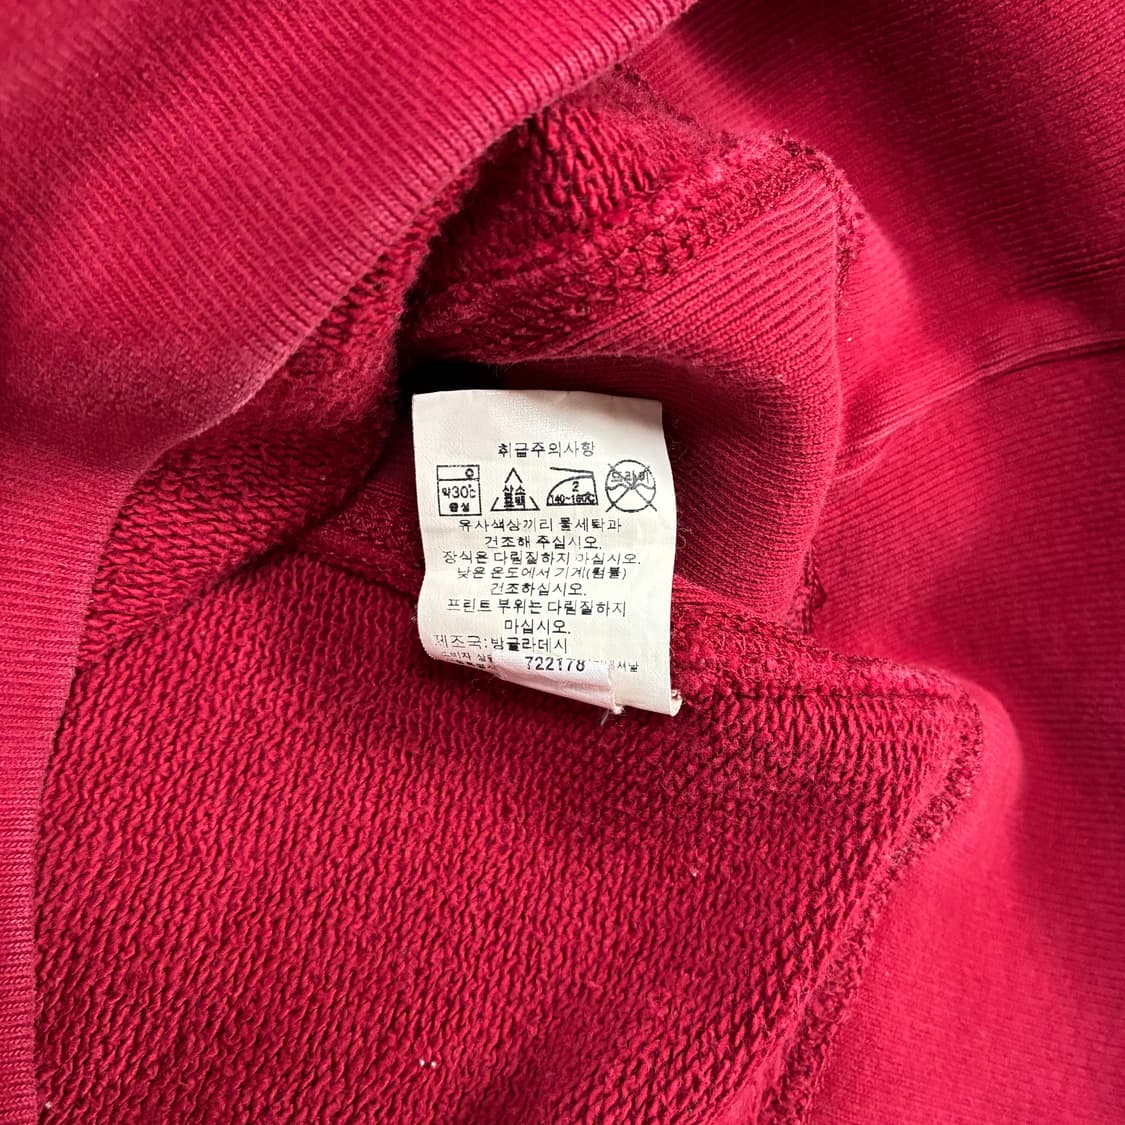 취급주의사항
약30℃
중성
산소
표백
2
140~160℃
드라이
유사색상끼리 물세탁과
건조해 주십시오.
장식은 다림질하지 마십시오.
낮은 온도에서 기계(텀블)
건조하십시오.
프린트 부위는 다림질하지
마십시오.
제조국:방글라데시
722178